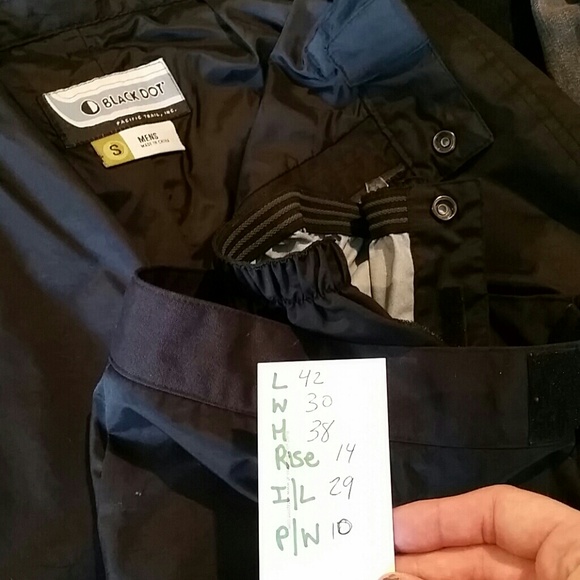 BLACK DOT
PACIFIC TRAIL, INC.
S
MENS
MADE IN CHINA
L 42
W 30
H 38
Rise 14
I/L 29
P/W 10